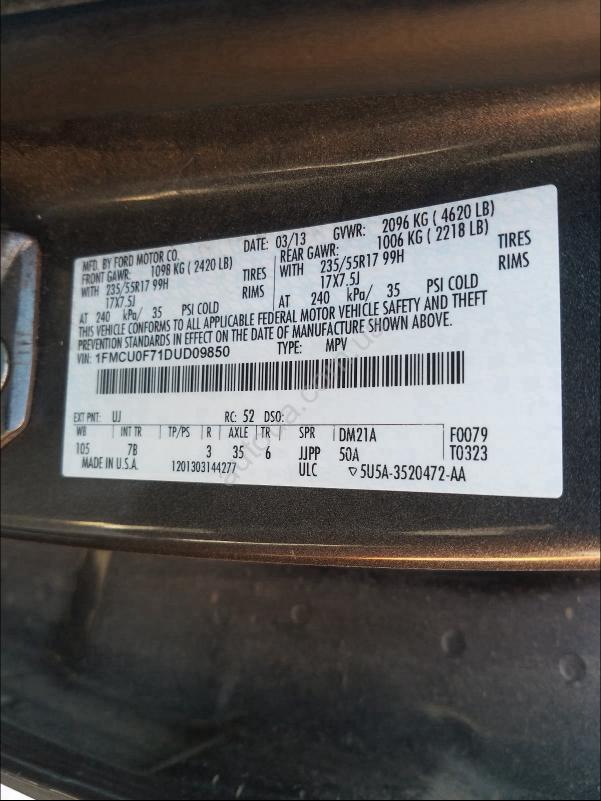 MFD. BY FORD MOTOR CO. DATE: 03/13 GVWR: 2096 KG ( 4620 LB)
FRONT GAWR: 1098 KG ( 2420 LB) REAR GAWR: 1006 KG ( 2218 LB)
WITH 235/55R17 99H TIRES WITH 235/55R17 99H TIRES
17X7.5J RIMS 17X7.5J RIMS
AT 240 kPa/ 35 PSI COLD AT 240 kPa/ 35 PSI COLD
THIS VEHICLE CONFORMS TO ALL APPLICABLE FEDERAL MOTOR VEHICLE SAFETY AND THEFT
PREVENTION STANDARDS IN EFFECT ON THE DATE OF MANUFACTURE SHOWN ABOVE.
VIN: 1FMCU0F71DUD09850 TYPE: MPV
EXT PNT: UJ RC: 52 DSO:
WB INT TR TP/PS R AXLE TR SPR DM21A F0079
105 7B 3 35 6 JJPP 50A T0323
MADE IN U.S.A. 1201303144277 ULC ▽5U5A-3520472-AA